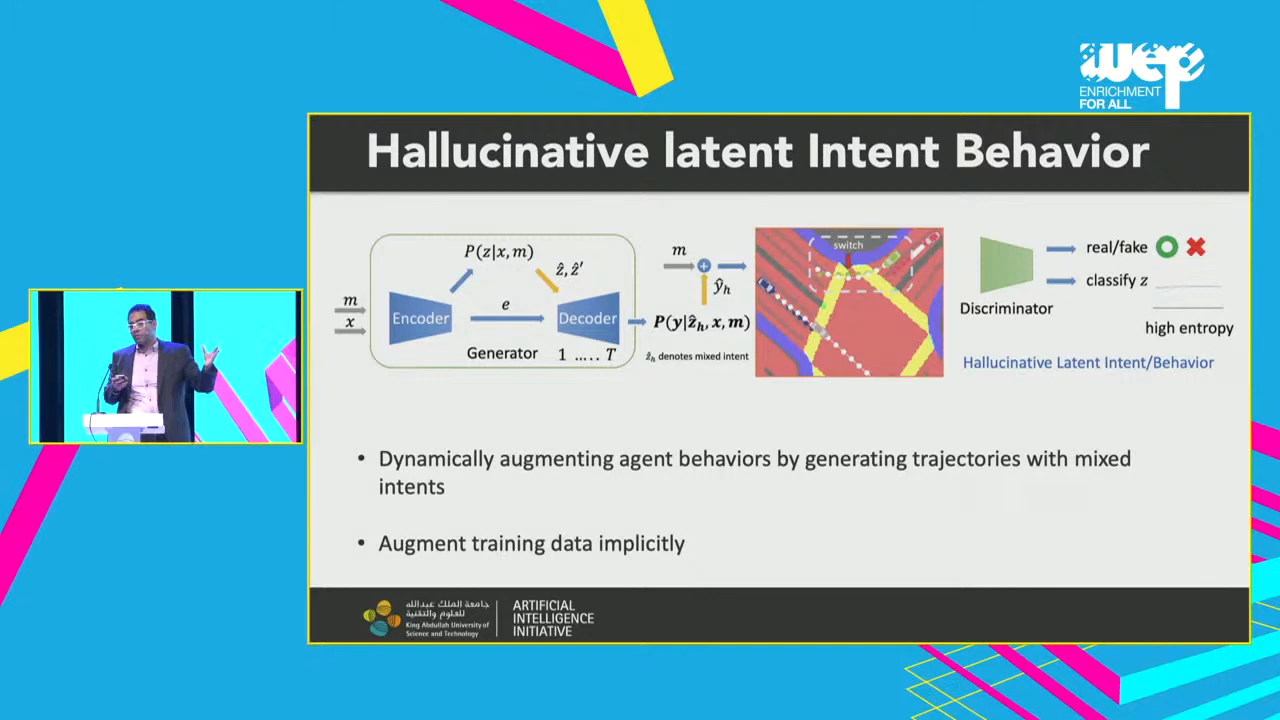 wep
ENRICHMENT
FOR ALL
Hallucinative latent Intent Behavior
m
x
Encoder
P(z|x, m)
ẑ, ẑ′
e
Decoder
Generator
1 ..... T
m
ŷₕ
P(y|ẑₕ, x, m)
ẑₕ denotes mixed intent
switch
Discriminator
real/fake
classify z
high entropy
Hallucinative Latent Intent/Behavior
• Dynamically augmenting agent behaviors by generating trajectories with mixed
intents
• Augment training data implicitly
جامعة الملك عبدالله
للعلوم والتقنية
King Abdullah University of
Science and Technology
ARTIFICIAL
INTELLIGENCE
INITIATIVE